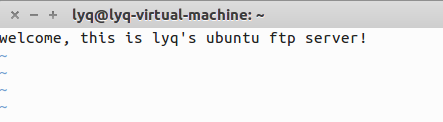 lyq@lyq-virtual-machine: ~
welcome, this is lyq's ubuntu ftp server!
~
~
~
~